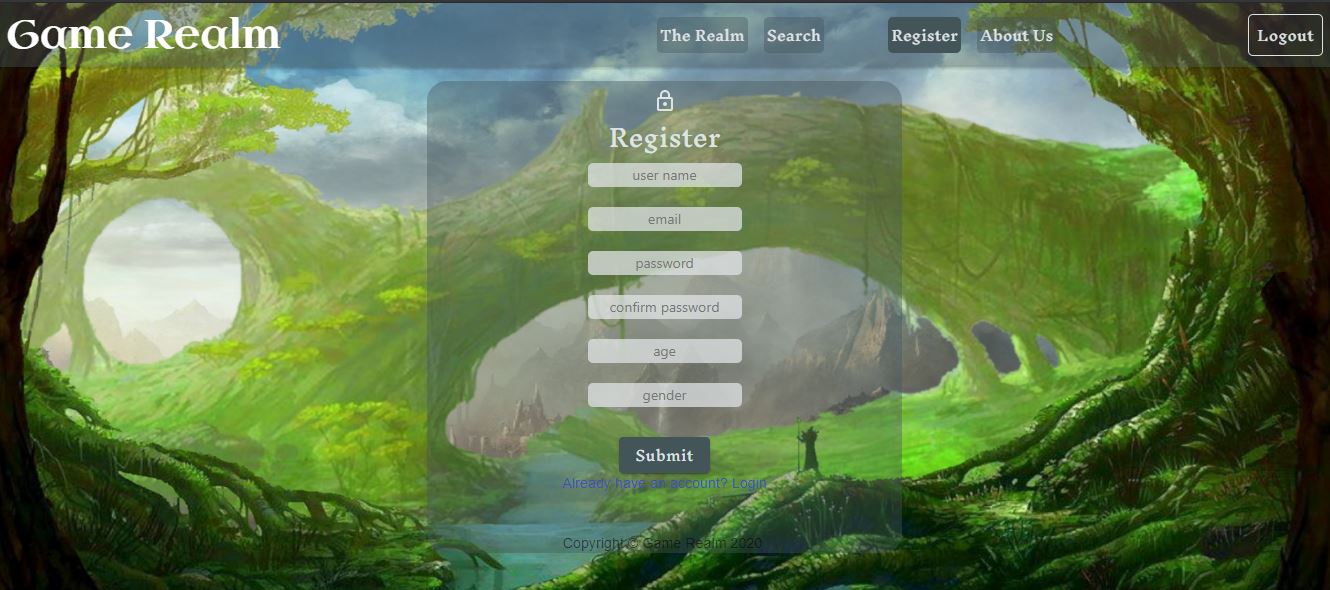 Game Realm
The Realm Search Register About Us Logout
Register
user name
email
password
confirm password
age
gender
Submit
Already have an account? Login
Copyright © Game Realm 2020